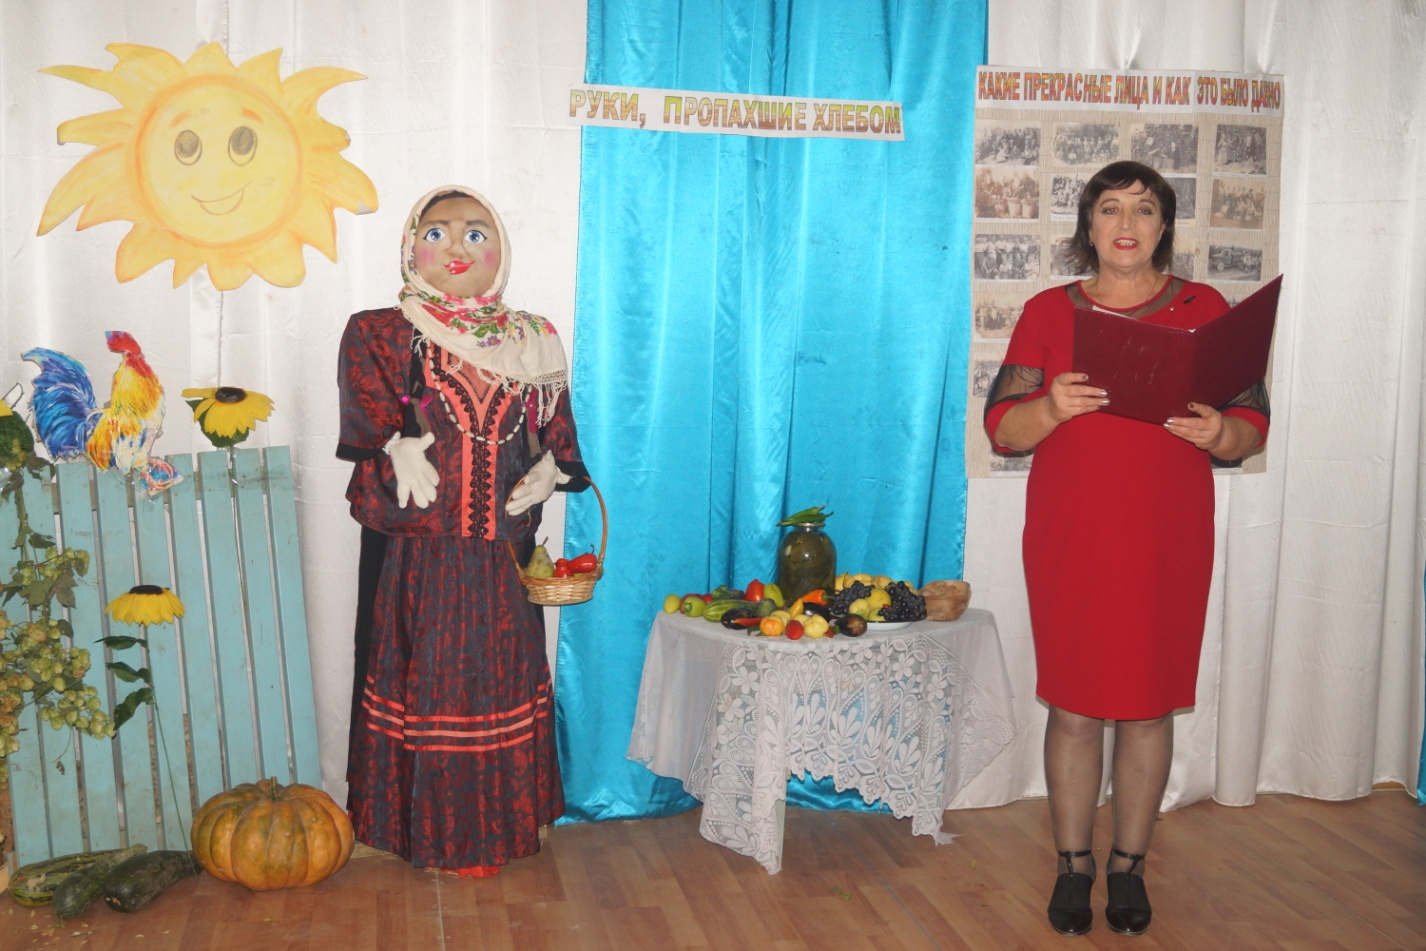 РУКИ, ПРОПАХШИЕ ХЛЕБОМ
КАКИЕ ПРЕКРАСНЫЕ ЛИЦА И КАК ЭТО БЫЛО ДАВНО